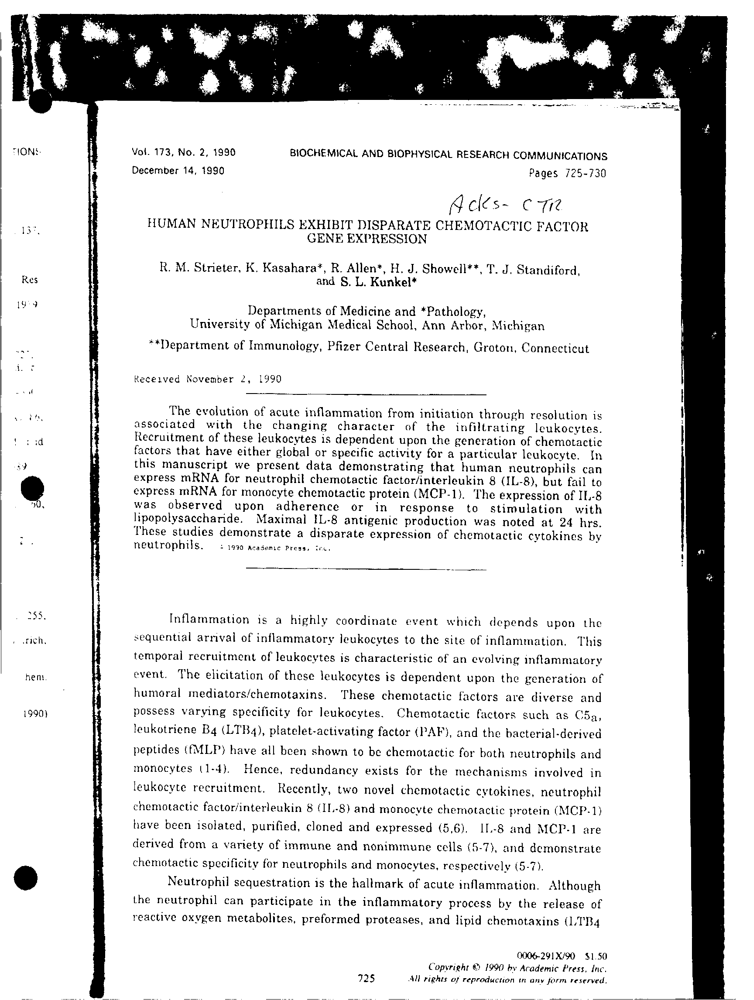 TIONS
Vol. 173, No. 2, 1990 BIOCHEMICAL AND BIOPHYSICAL RESEARCH COMMUNICATIONS
December 14, 1990 Pages 725-730
Acks- CTR
HUMAN NEUTROPHILS EXHIBIT DISPARATE CHEMOTACTIC FACTOR
GENE EXPRESSION
R. M. Strieter, K. Kasahara*, R. Allen*, H. J. Showell**, T. J. Standiford,
and S. L. Kunkel*
Res
Departments of Medicine and *Pathology,
University of Michigan Medical School, Ann Arbor, Michigan
**Department of Immunology, Pfizer Central Research, Groton, Connecticut
Received November 2, 1990
The evolution of acute inflammation from initiation through resolution is
associated with the changing character of the infiltrating leukocytes.
Recruitment of these leukocytes is dependent upon the generation of chemotactic
factors that have either global or specific activity for a particular leukocyte. In
this manuscript we present data demonstrating that human neutrophils can
express mRNA for neutrophil chemotactic factor/interleukin 8 (IL-8), but fail to
express mRNA for monocyte chemotactic protein (MCP-1). The expression of IL-8
was observed upon adherence or in response to stimulation with
lipopolysaccharide. Maximal IL-8 antigenic production was noted at 24 hrs.
These studies demonstrate a disparate expression of chemotactic cytokines by
neutrophils. © 1990 Academic Press, Inc.
255,
.rich,
hem.
1990)
Inflammation is a highly coordinate event which depends upon the
sequential arrival of inflammatory leukocytes to the site of inflammation. This
temporal recruitment of leukocytes is characteristic of an evolving inflammatory
event. The elicitation of these leukocytes is dependent upon the generation of
humoral mediators/chemotaxins. These chemotactic factors are diverse and
possess varying specificity for leukocytes. Chemotactic factors such as C5a,
leukotriene B4 (LTB4), platelet-activating factor (PAF), and the bacterial-derived
peptides (fMLP) have all been shown to be chemotactic for both neutrophils and
monocytes (1-4). Hence, redundancy exists for the mechanisms involved in
leukocyte recruitment. Recently, two novel chemotactic cytokines, neutrophil
chemotactic factor/interleukin 8 (IL-8) and monocyte chemotactic protein (MCP-1)
have been isolated, purified, cloned and expressed (5,6). IL-8 and MCP-1 are
derived from a variety of immune and nonimmune cells (5-7), and demonstrate
chemotactic specificity for neutrophils and monocytes, respectively (5-7).
Neutrophil sequestration is the hallmark of acute inflammation. Although
the neutrophil can participate in the inflammatory process by the release of
reactive oxygen metabolites, preformed proteases, and lipid chemotaxins (LTB4
0006-291X/90 $1.50
Copyright © 1990 by Academic Press, Inc.
725 All rights of reproduction in any form reserved.